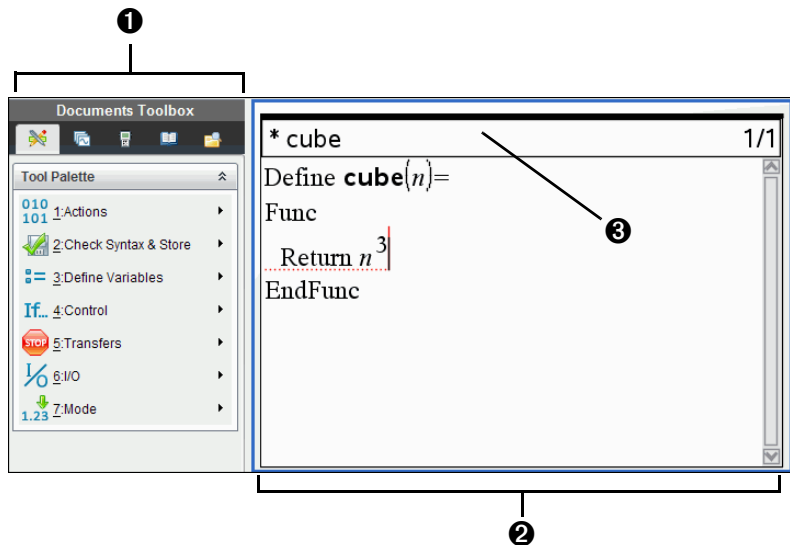 ❶
Documents Toolbox
Tool Palette
010 101 1:Actions
2:Check Syntax & Store
3:Define Variables
If... 4:Control
STOP 5:Transfers
I/O 6:I/O
1.23 7:Mode
* cube 1/1
Define cube(n)=
Func
Return n³
EndFunc
❸
❷